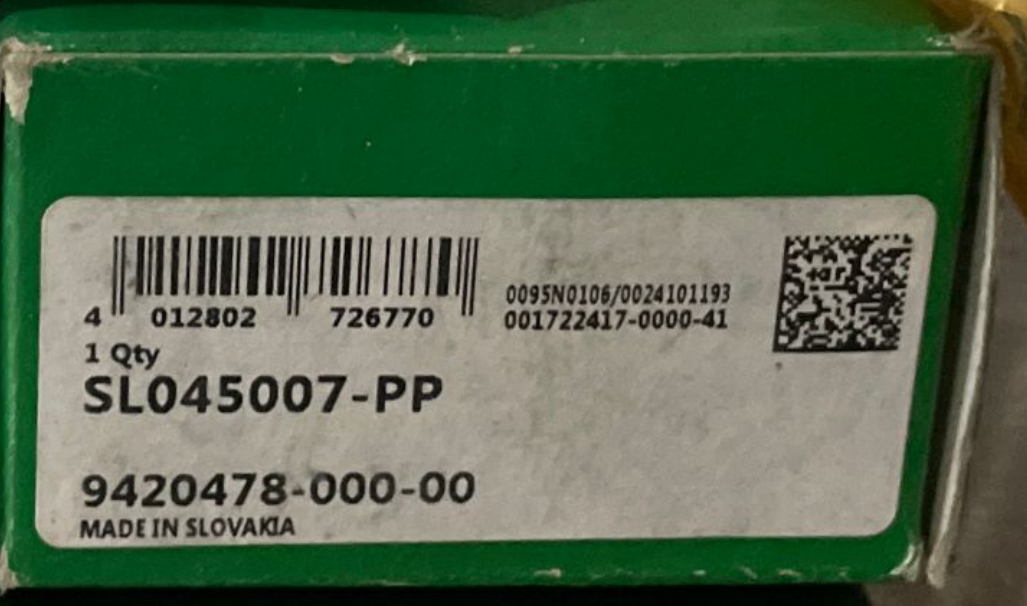 4 012802 726770
0095N0106/0024101193
001722417-0000-41
1 Qty
SL045007-PP
9420478-000-00
MADE IN SLOVAKIA